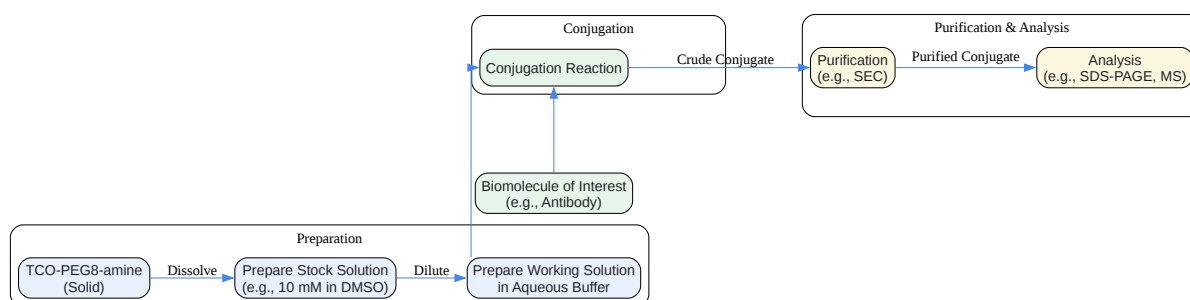 Conjugation
Conjugation Reaction
Crude Conjugate
Purification & Analysis
Purification
(e.g., SEC)
Purified Conjugate
Analysis
(e.g., SDS-PAGE, MS)
Biomolecule of Interest
(e.g., Antibody)
Preparation
TCO-PEG8-amine
(Solid)
Dissolve
Prepare Stock Solution
(e.g., 10 mM in DMSO)
Dilute
Prepare Working Solution
in Aqueous Buffer